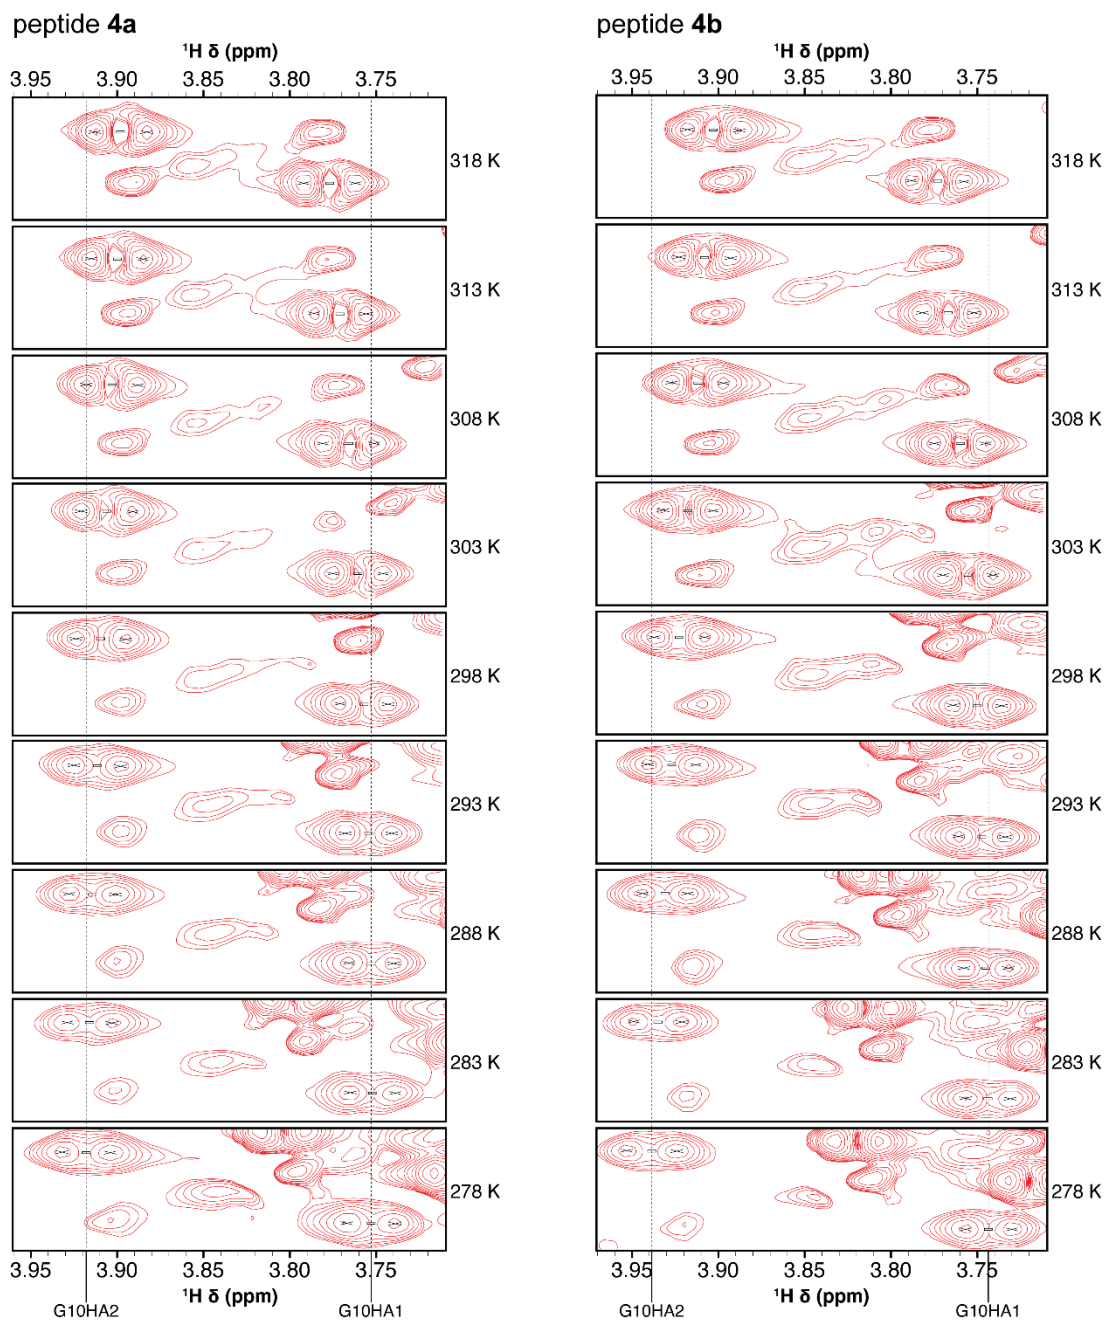 peptide 4a
¹H δ (ppm)
3.95 3.90 3.85 3.80 3.75
318 K
313 K
308 K
303 K
298 K
293 K
288 K
283 K
278 K
3.95 3.90 3.85 3.80 3.75
¹H δ (ppm)
G10HA2 G10HA1
peptide 4b
¹H δ (ppm)
3.95 3.90 3.85 3.80 3.75
318 K
313 K
308 K
303 K
298 K
293 K
288 K
283 K
278 K
3.95 3.90 3.85 3.80 3.75
¹H δ (ppm)
G10HA2 G10HA1